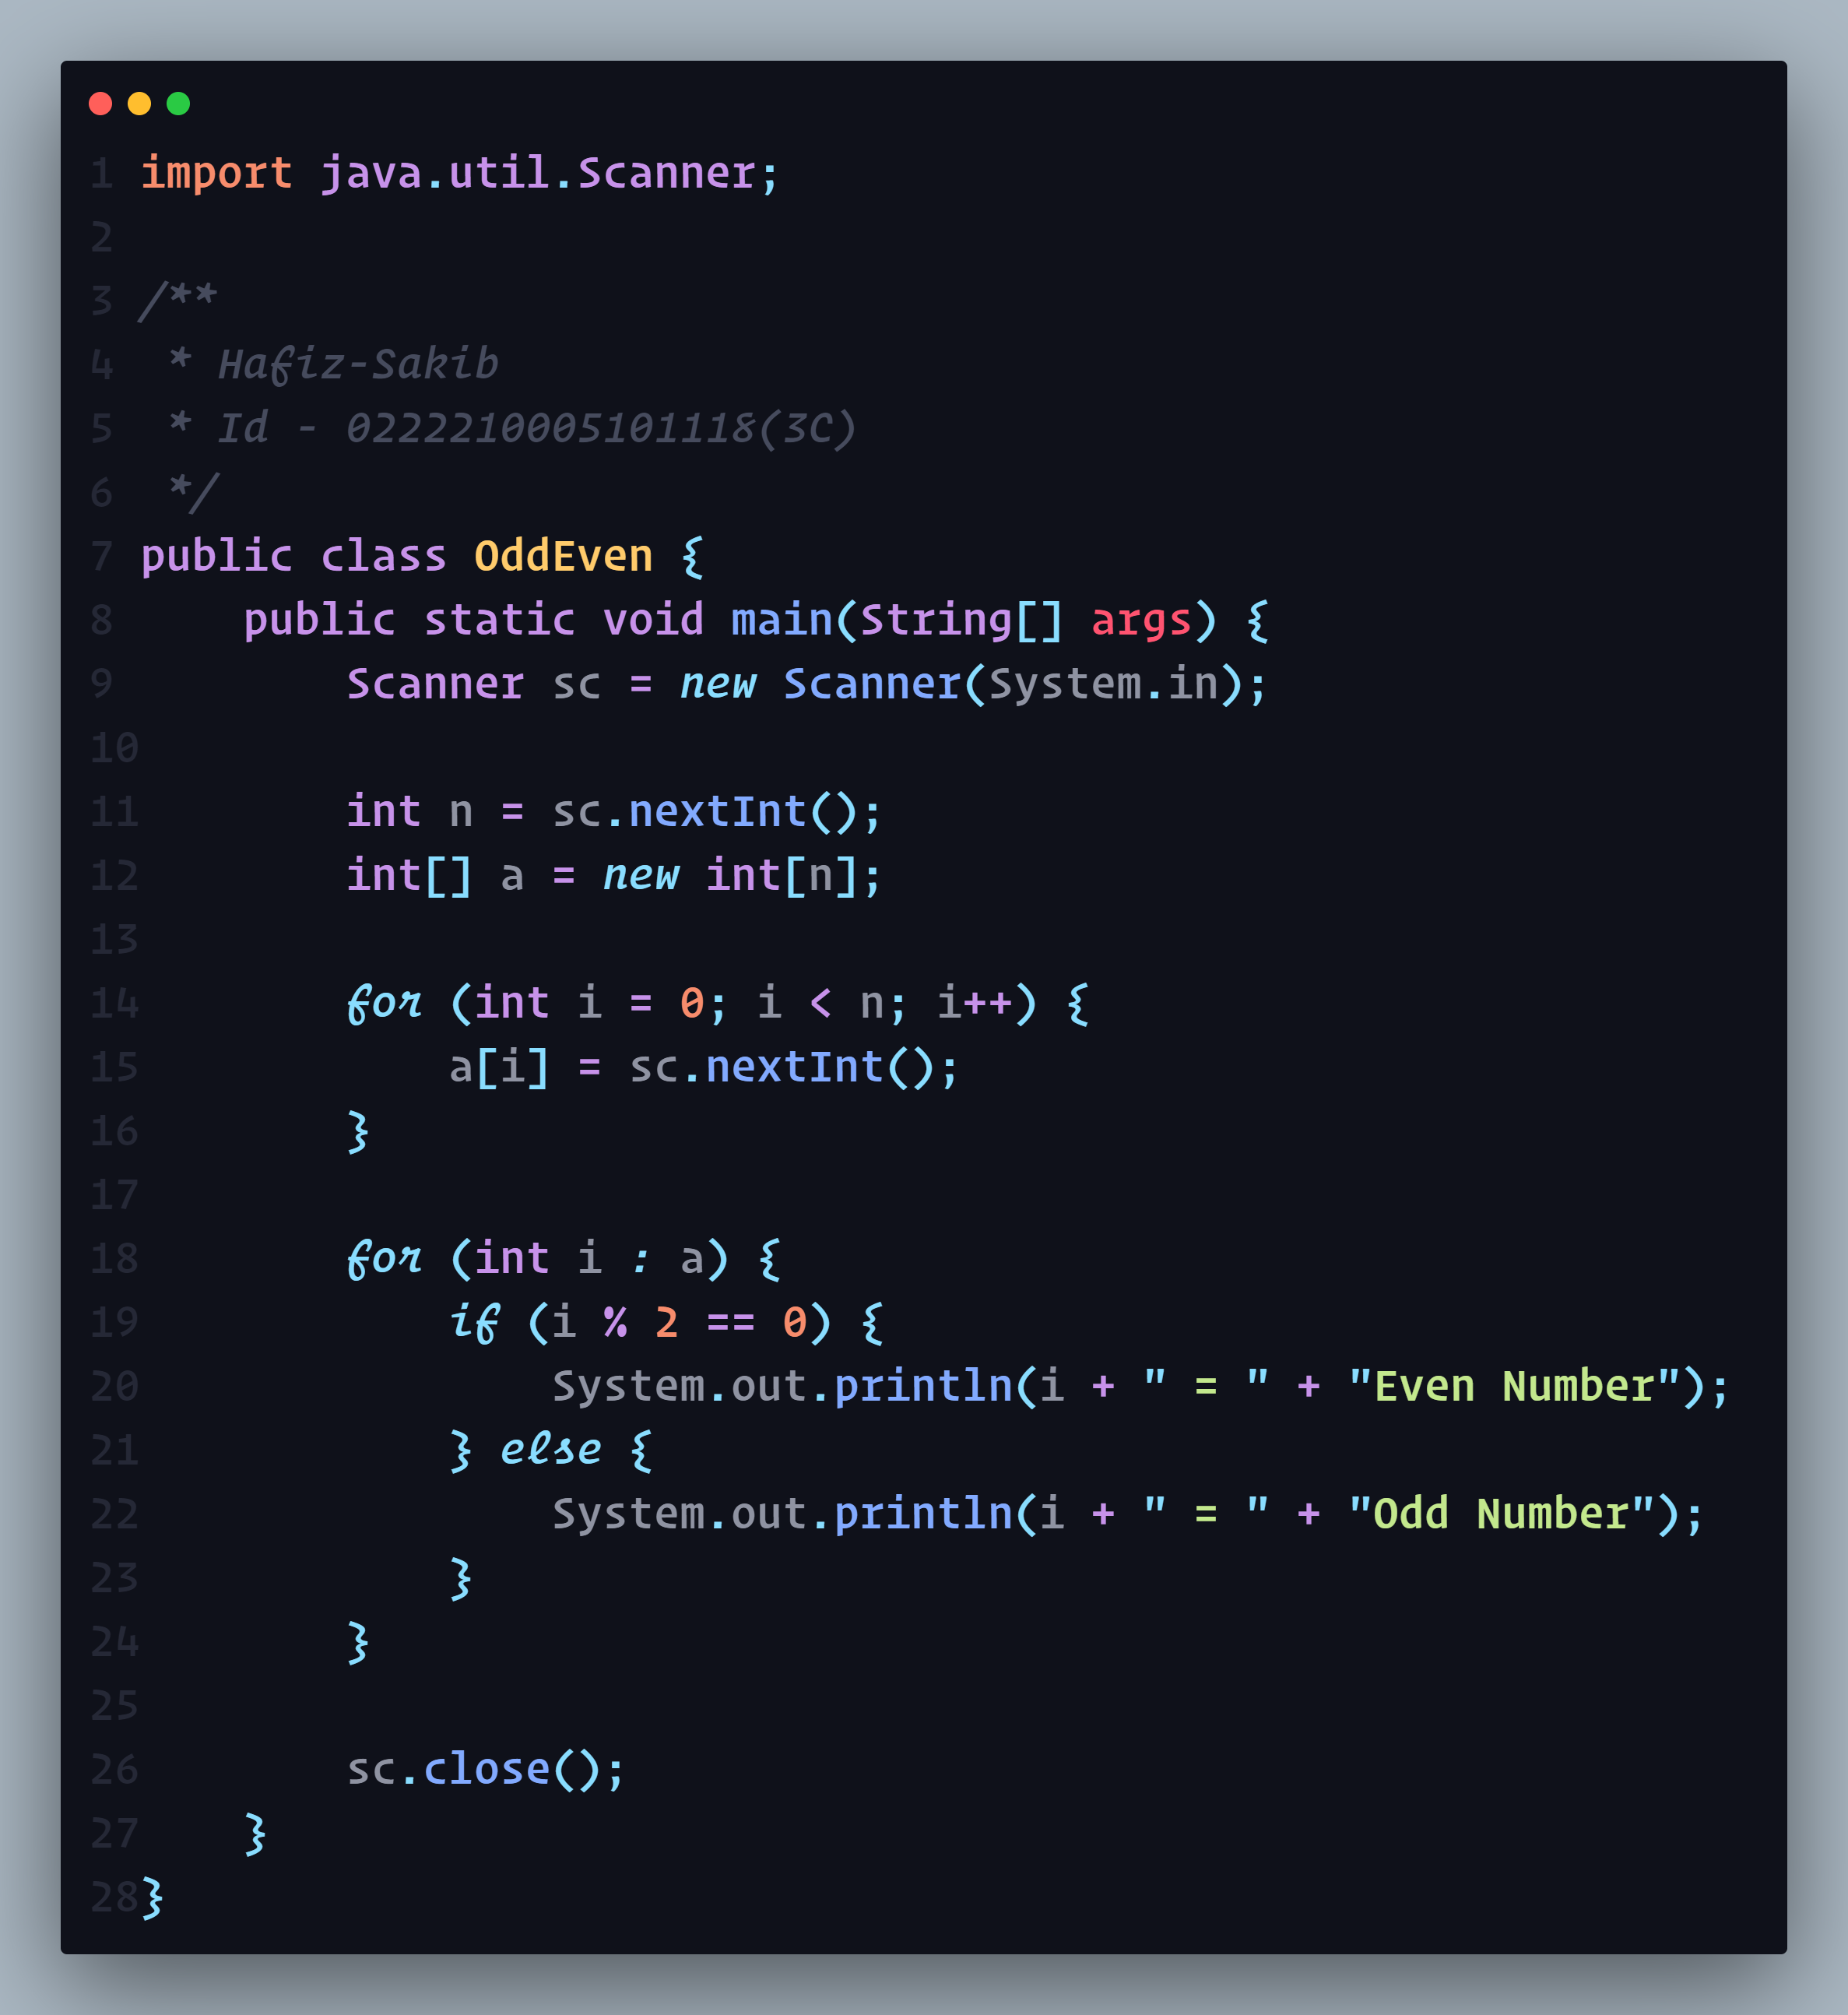 1 import java.util.Scanner;
2
3 /**
4  * Hafiz-Sakib
5  * Id - 0222210005101118(3C)
6  */
7 public class OddEven {
8     public static void main(String[] args) {
9         Scanner sc = new Scanner(System.in);
10
11        int n = sc.nextInt();
12        int[] a = new int[n];
13
14        for (int i = 0; i < n; i++) {
15            a[i] = sc.nextInt();
16        }
17
18        for (int i : a) {
19            if (i % 2 == 0) {
20                System.out.println(i + " = " + "Even Number");
21            } else {
22                System.out.println(i + " = " + "Odd Number");
23            }
24        }
25
26        sc.close();
27    }
28}